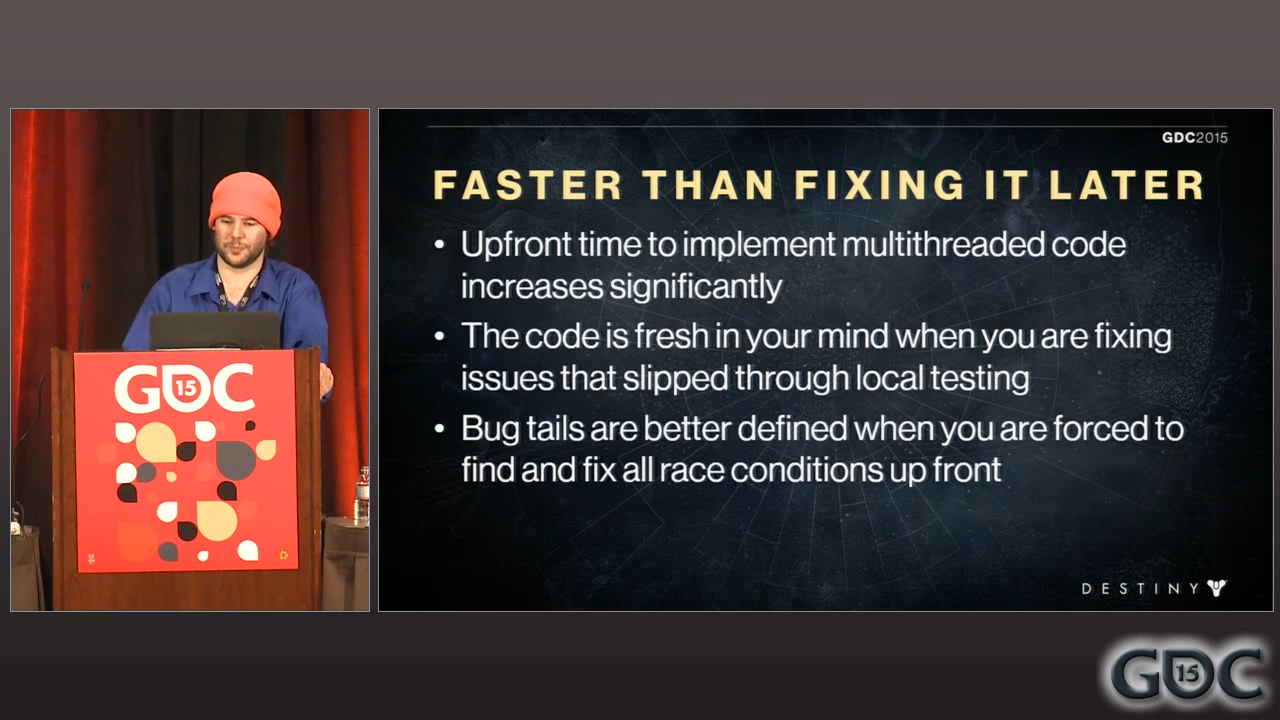 GDC2015
FASTER THAN FIXING IT LATER
• Upfront time to implement multithreaded code
increases significantly
• The code is fresh in your mind when you are fixing
issues that slipped through local testing
• Bug tails are better defined when you are forced to
find and fix all race conditions up front
DESTINY
GDC
15
GDC
15